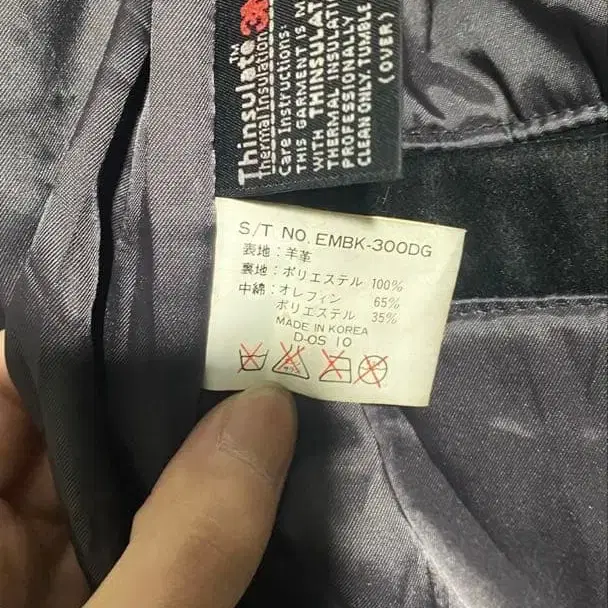 Thinsulate™ 3M
Thermal Insulation
Care Instructions:
THIS GARMENT IS M
WITH THINSULAT
THERMAL INSULATI
PROFESSIONALLY
CLEAN ONLY. TUMBLE
(OVER)
S/T NO. EMBK-300DG
表地：羊革
裏地：ポリエステル 100%
中綿：オレフィン 65%
ポリエステル 35%
MADE IN KOREA
D-OS 10